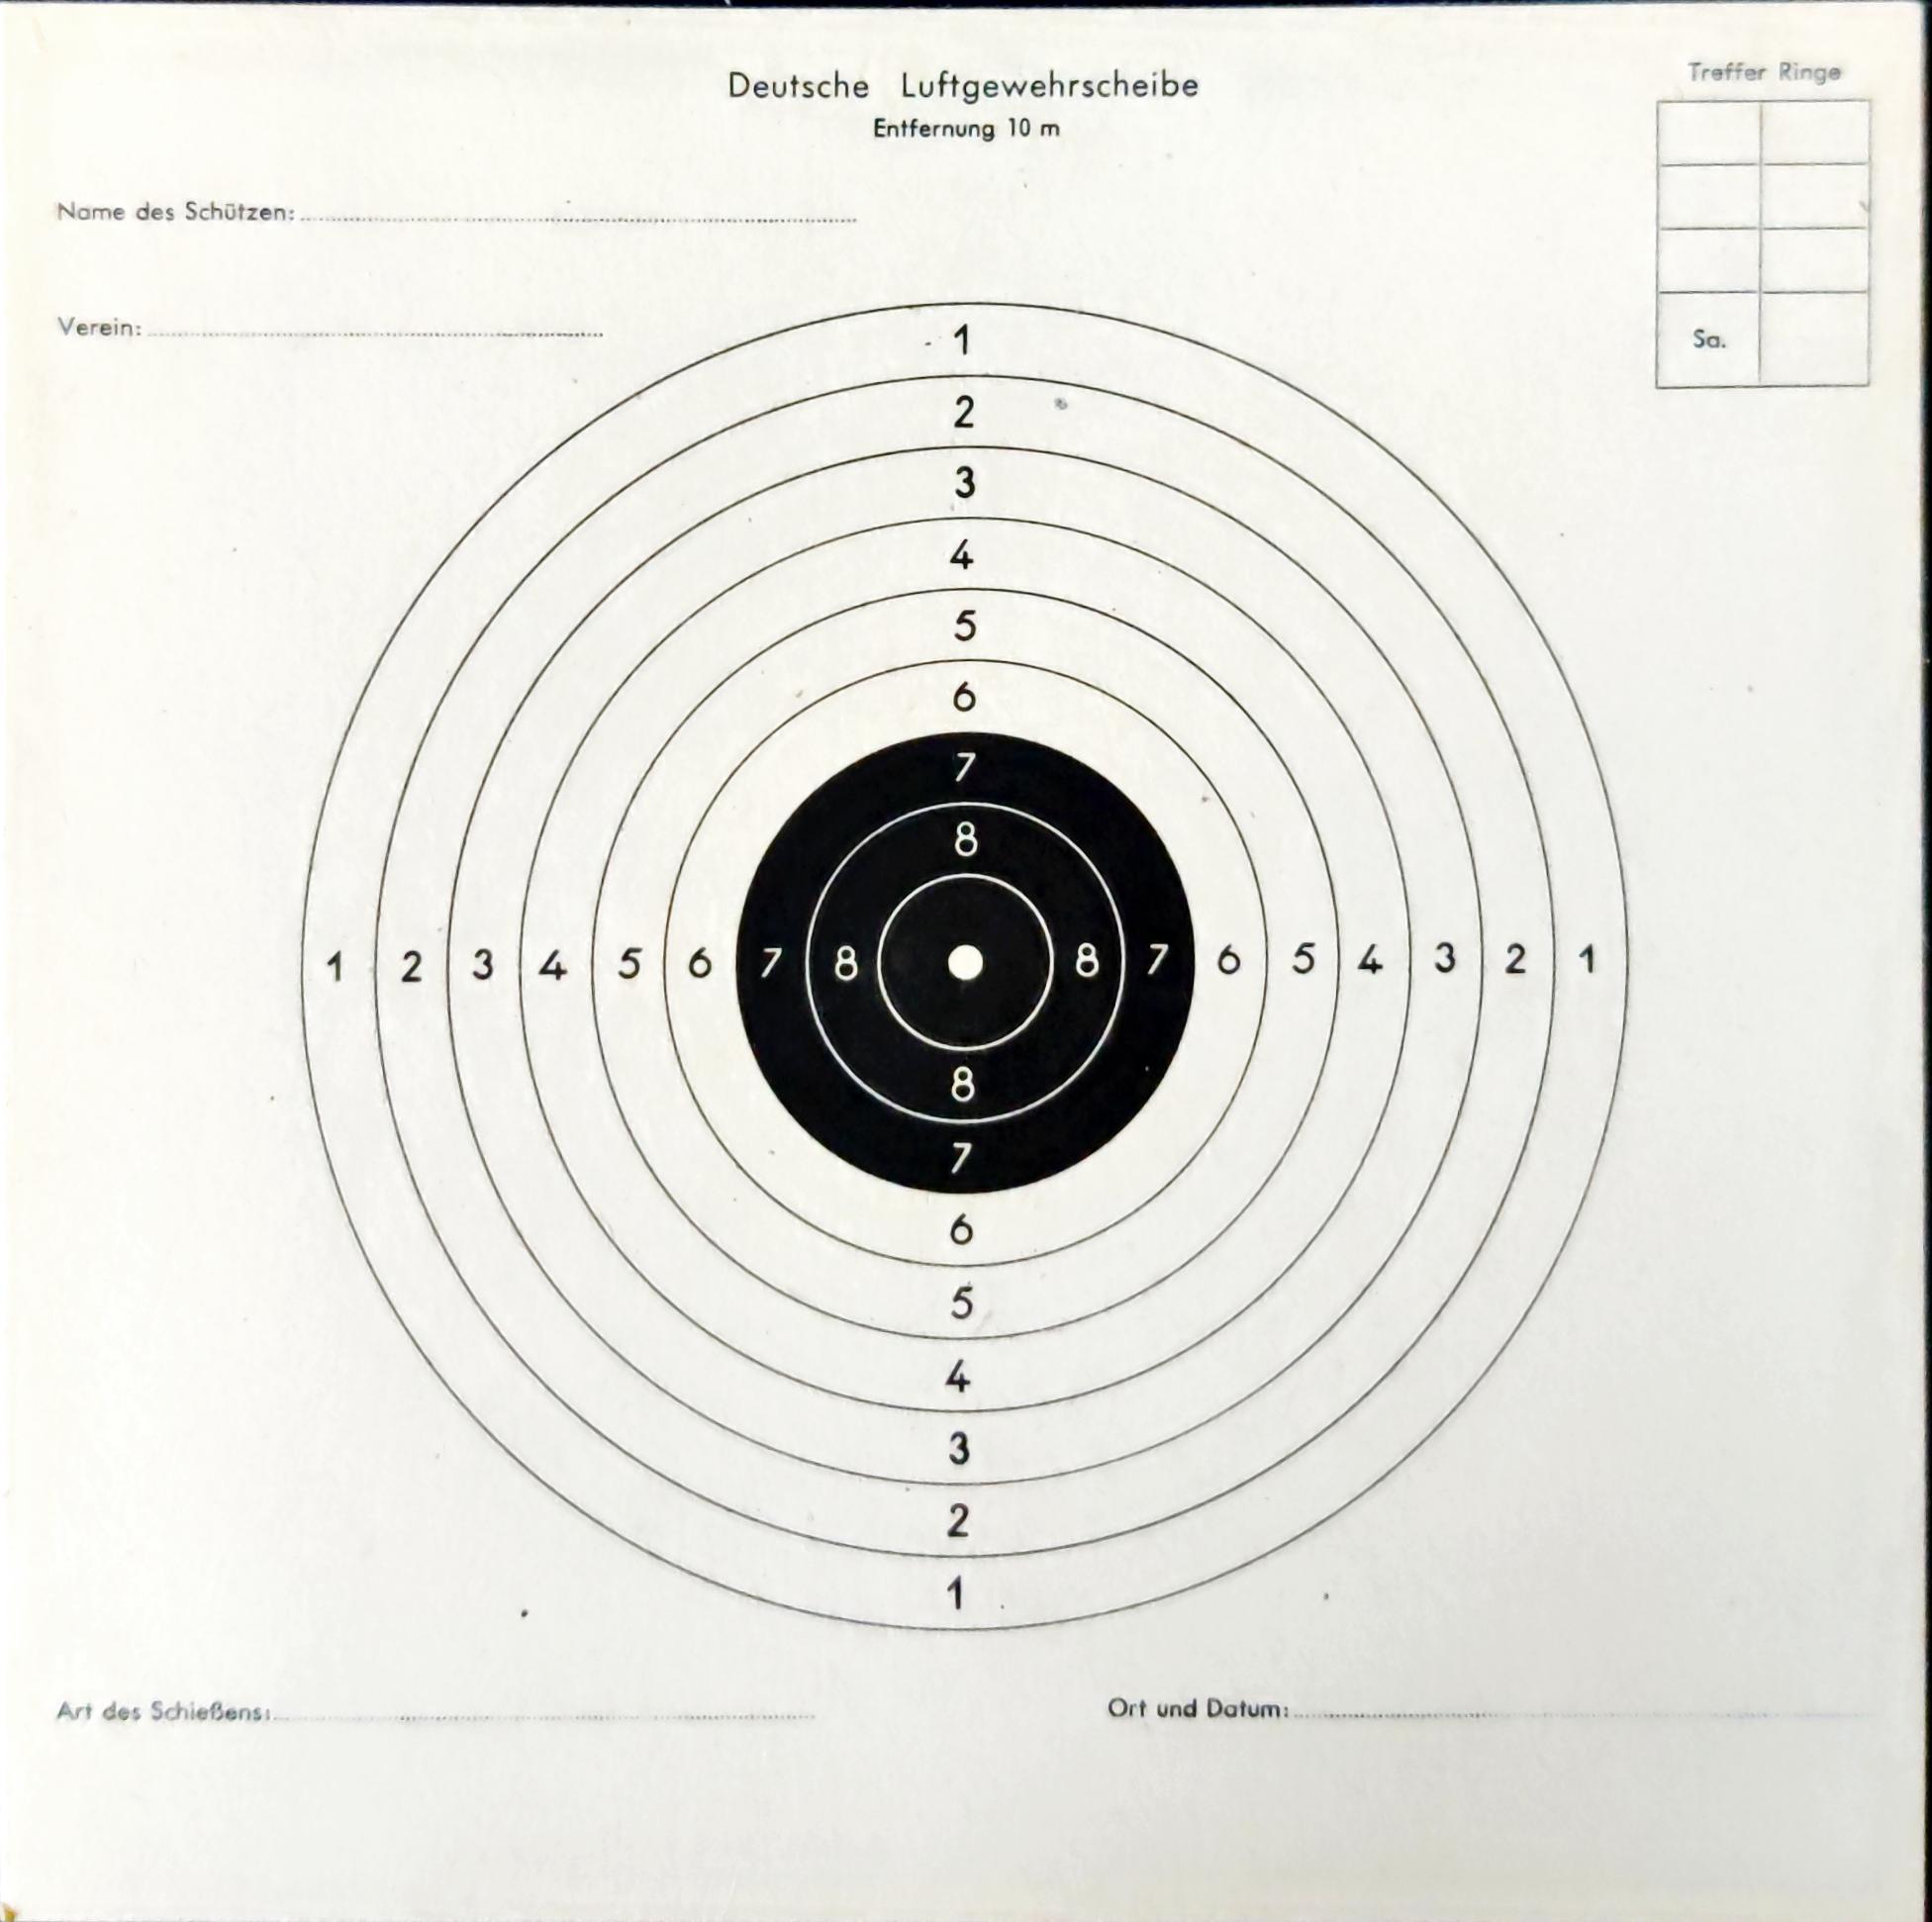 Treffer Ringe
Deutsche Luftgewehrscheibe
Entfernung 10 m
Name des Schützen:
Verein:
Sa.
1
2
3
4
5
6
7
8
1 2 3 4 5 6 7 8 8 7 6 5 4 3 2 1
8
7
6
5
4
3
2
1
Art des Schießens:
Ort und Datum: